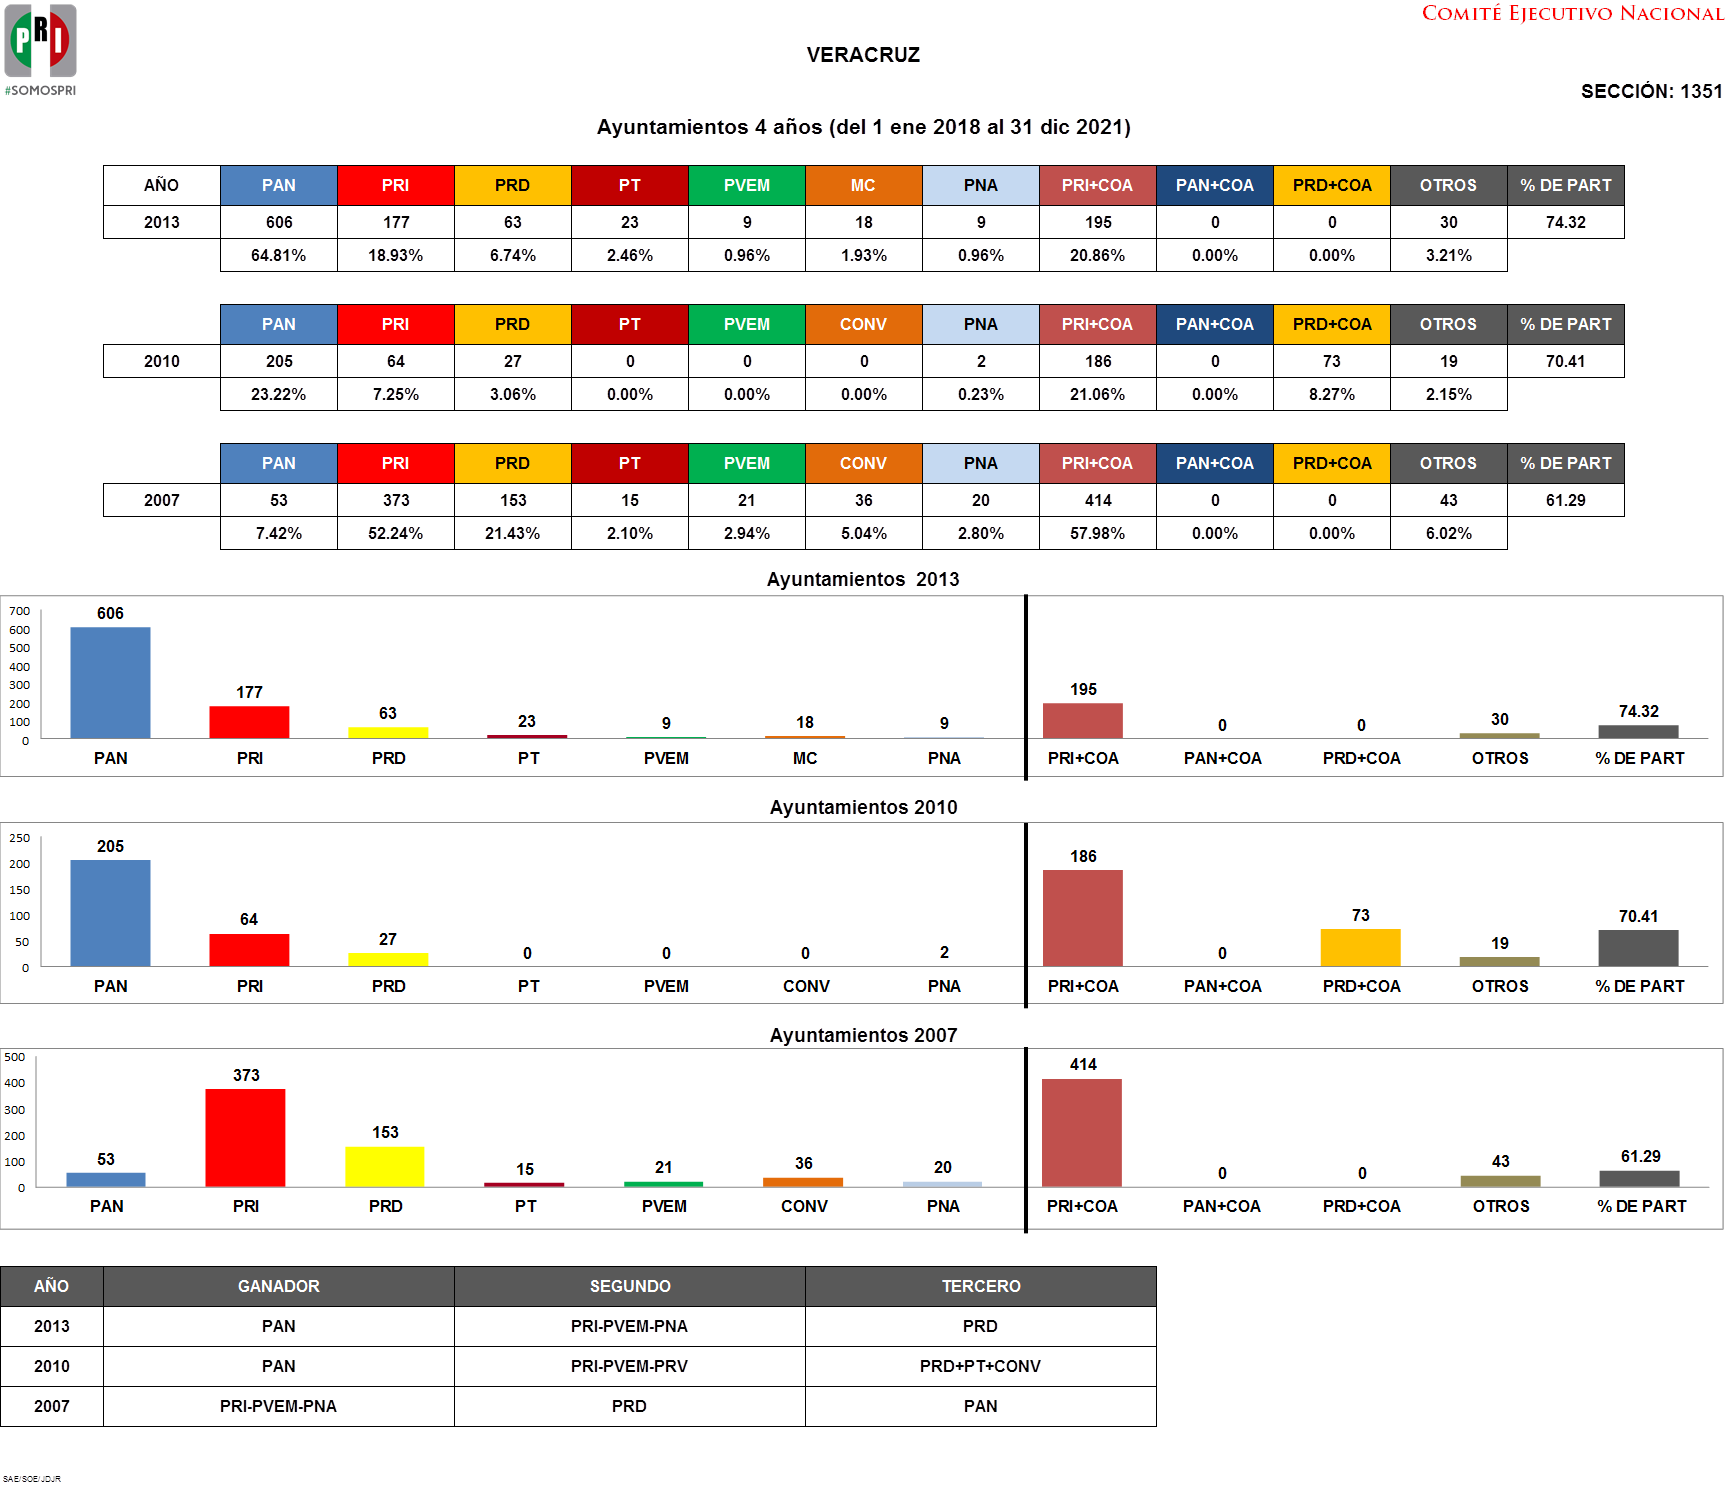 PRI
#SOMOSPRI
COMITÉ EJECUTIVO NACIONAL
VERACRUZ
SECCIÓN: 1351
Ayuntamientos 4 años (del 1 ene 2018 al 31 dic 2021)
AÑO PAN PRI PRD PT PVEM MC PNA PRI+COA PAN+COA PRD+COA OTROS % DE PART
2013 606 177 63 23 9 18 9 195 0 0 30 74.32
64.81% 18.93% 6.74% 2.46% 0.96% 1.93% 0.96% 20.86% 0.00% 0.00% 3.21%
PAN PRI PRD PT PVEM CONV PNA PRI+COA PAN+COA PRD+COA OTROS % DE PART
2010 205 64 27 0 0 0 2 186 0 73 19 70.41
23.22% 7.25% 3.06% 0.00% 0.00% 0.00% 0.23% 21.06% 0.00% 8.27% 2.15%
PAN PRI PRD PT PVEM CONV PNA PRI+COA PAN+COA PRD+COA OTROS % DE PART
2007 53 373 153 15 21 36 20 414 0 0 43 61.29
7.42% 52.24% 21.43% 2.10% 2.94% 5.04% 2.80% 57.98% 0.00% 0.00% 6.02%
Ayuntamientos 2013
700
600
500
400
300
200
100
0
606 177 63 23 9 18 9 195 0 0 30 74.32
PAN PRI PRD PT PVEM MC PNA PRI+COA PAN+COA PRD+COA OTROS % DE PART
Ayuntamientos 2010
250
200
150
100
50
0
205 64 27 0 0 0 2 186 0 73 19 70.41
PAN PRI PRD PT PVEM CONV PNA PRI+COA PAN+COA PRD+COA OTROS % DE PART
Ayuntamientos 2007
500
400
300
200
100
0
53 373 153 15 21 36 20 414 0 0 43 61.29
PAN PRI PRD PT PVEM CONV PNA PRI+COA PAN+COA PRD+COA OTROS % DE PART
AÑO GANADOR SEGUNDO TERCERO
2013 PAN PRI-PVEM-PNA PRD
2010 PAN PRI-PVEM-PRV PRD+PT+CONV
2007 PRI-PVEM-PNA PRD PAN
SAE/SOE/JDJR